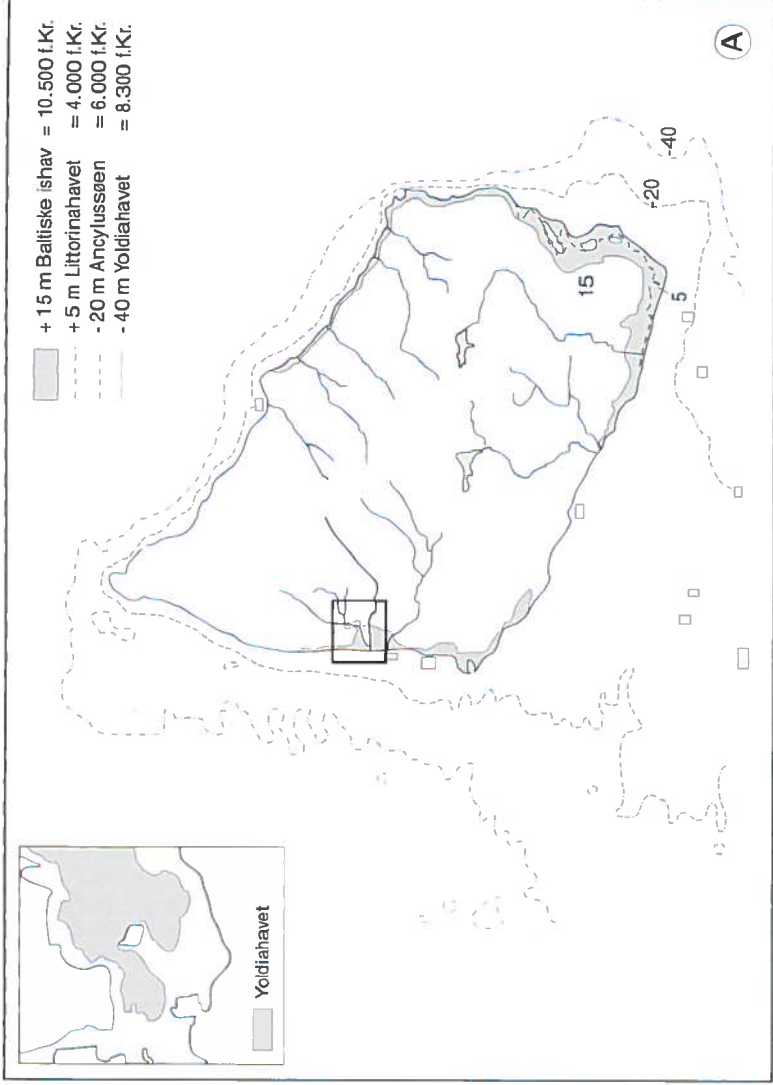 + 15 m Baltiske ishav = 10.500 f.Kr.
+ 5 m Littorinahavet = 4.000 f.Kr.
- 20 m Ancylussøen = 6.000 f.Kr.
- 40 m Yoldiahavet = 8.300 f.Kr.
Yoldiahavet
15
5
-20
-40
A